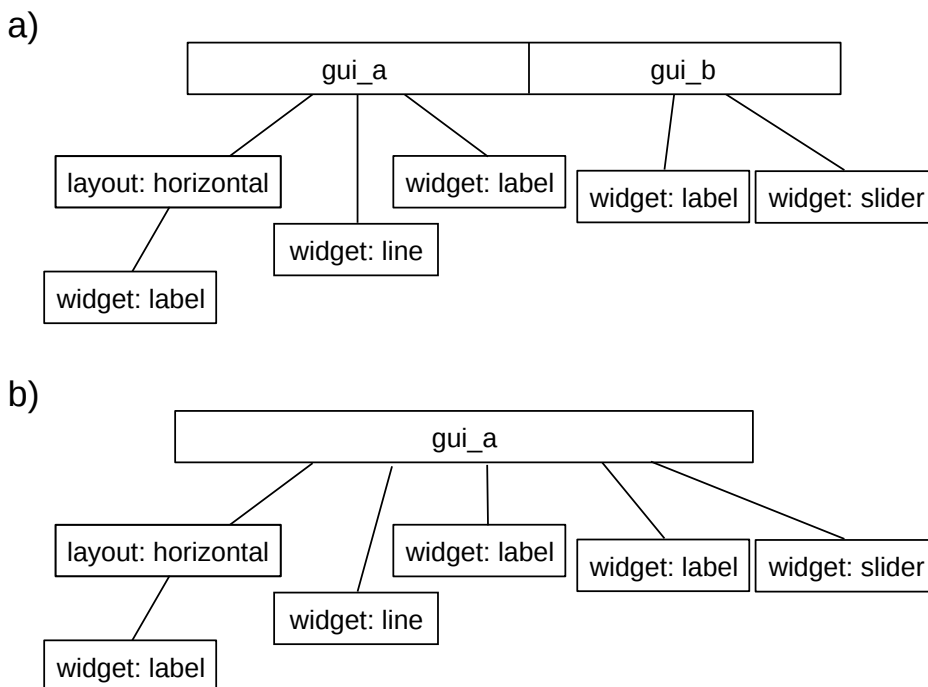 a)
gui_a
gui_b
layout: horizontal
widget: label
widget: label
widget: slider
widget: line
widget: label
b)
gui_a
layout: horizontal
widget: label
widget: label
widget: slider
widget: line
widget: label